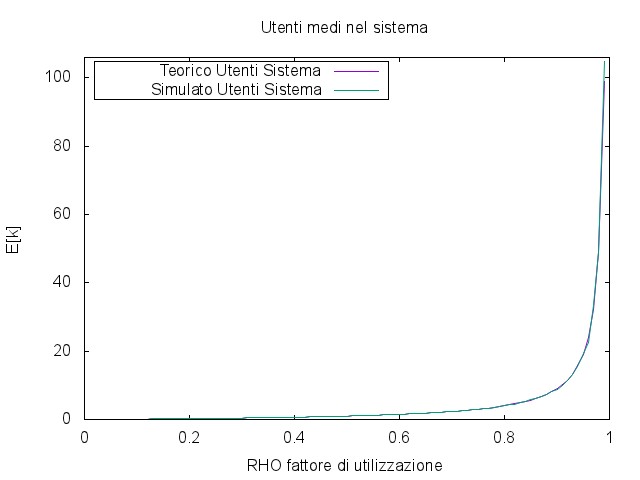 Utenti medi nel sistema
Teorico Utenti Sistema
Simulato Utenti Sistema
100
80
60
40
20
0
E[k]
0 0.2 0.4 0.6 0.8 1
RHO fattore di utilizzazione